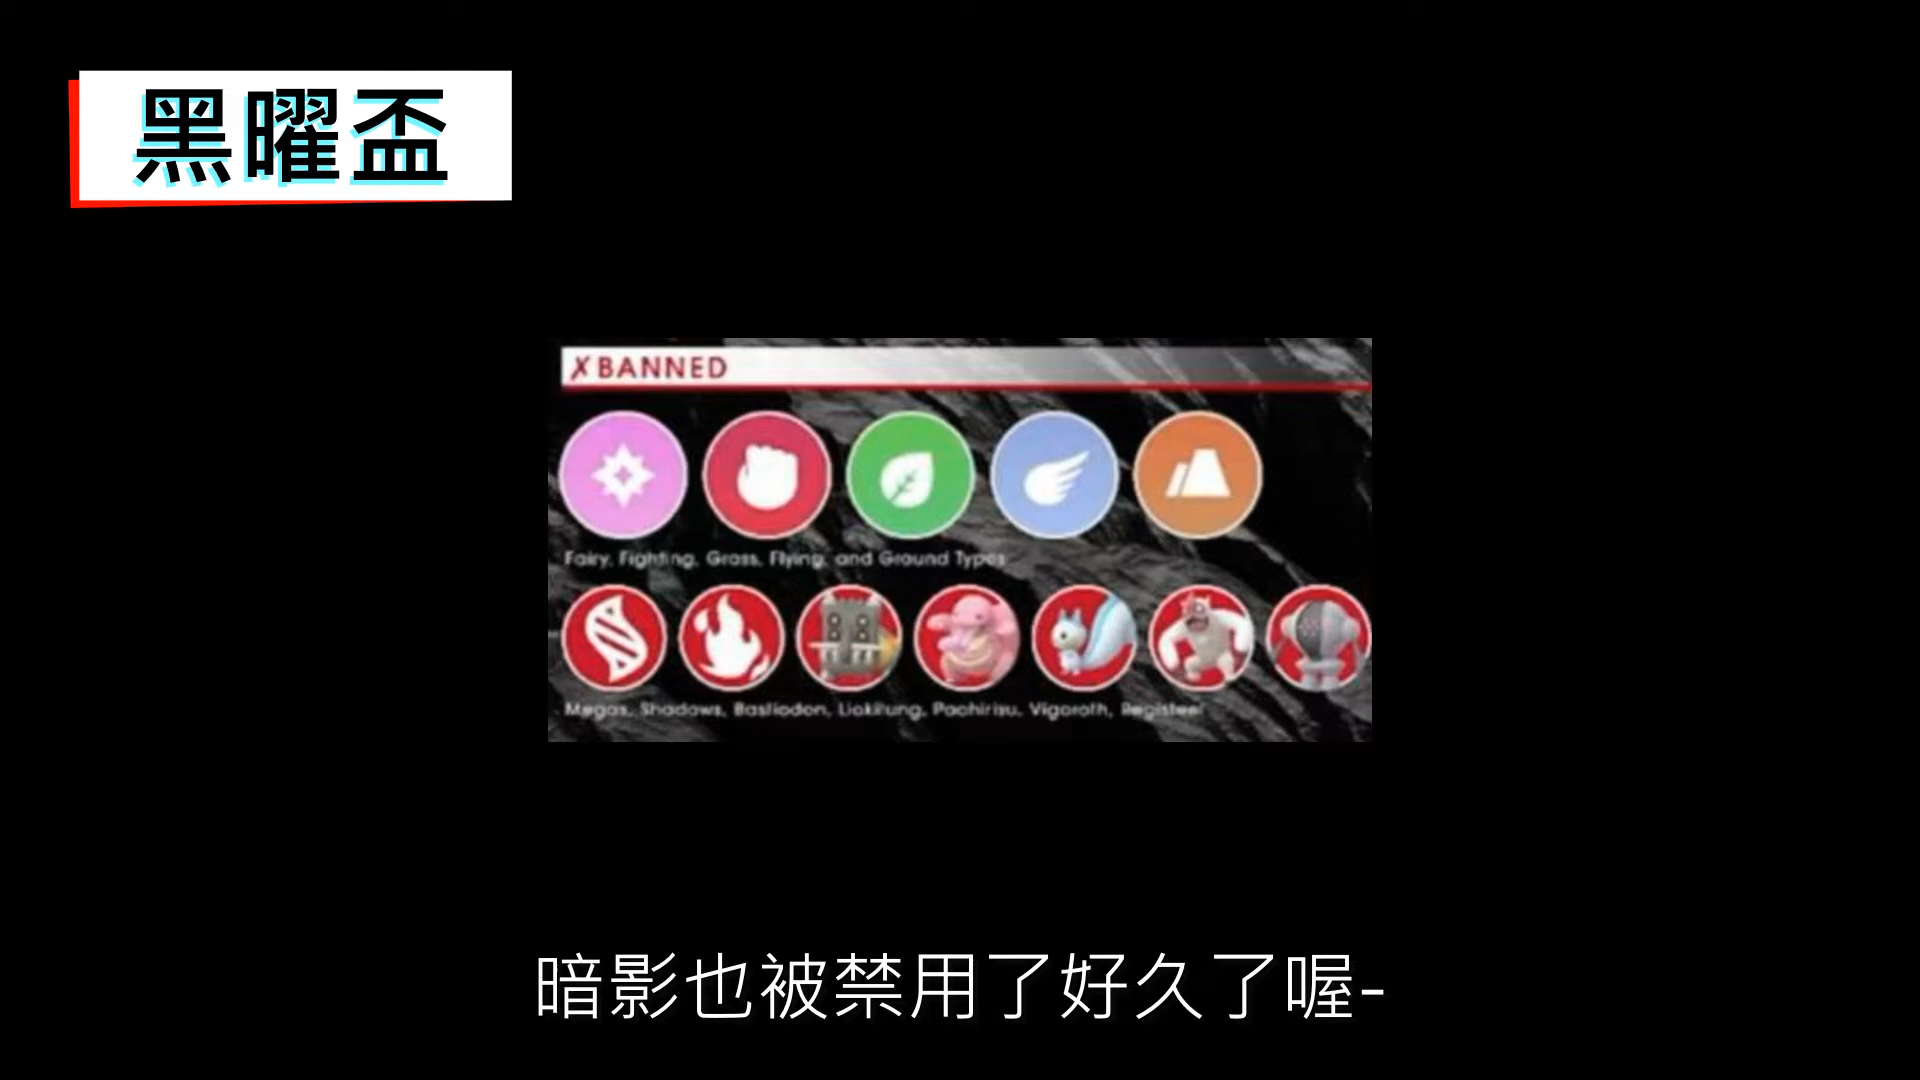 黑曜盃
✗BANNED
Fairy, Fighting, Grass, Flying, and Ground Types
Megas, Shadows, Bastiodon, Lickitung, Pachirisu, Vigoroth, Registeel
暗影也被禁用了好久了喔-